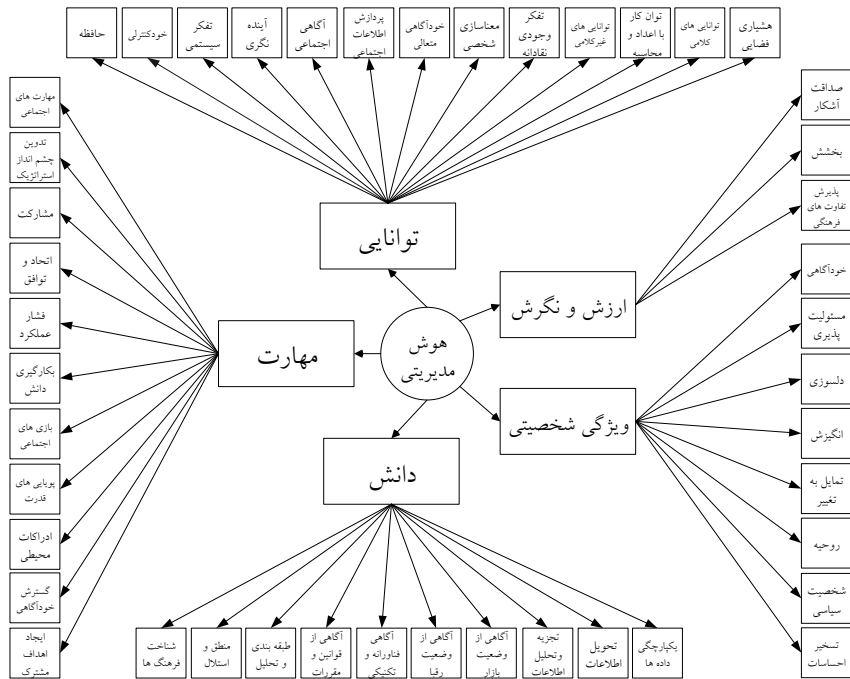 هشیاری
فضایی
توانایی های
کلامی
توان کار
با اعداد و
محاسبه
توانایی های
غیرکلامی
تفکر
وجودی
نقادانه
معناسازی
شخصی
خودآگاهی
متعالی
پردازش
اطلاعات
اجتماعی
آگاهی
اجتماعی
آینده
نگری
تفکر
سیستمی
خودکنترلی
حافظه
صداقت
آشکار
بخشش
پذیرش
تفاوت های
فرهنگی
خودآگاهی
مسئولیت
پذیری
دلسوزی
انگیزش
تمایل به
تغییر
روحیه
شخصیت
سیاسی
تسخیر
احساسات
توانایی
ارزش و نگرش
هوش
مدیریتی
مهارت
ویژگی شخصیتی
دانش
مهارت های
اجتماعی
تدوین
چشم انداز
استراتژیک
مشارکت
اتحاد و
توافق
فشار
عملکرد
بکارگیری
دانش
بازی های
اجتماعی
پویایی های
قدرت
ادراکات
محیطی
گسترش
خودآگاهی
ایجاد
اهداف
مشترک
یکپارچگی
داده ها
تحویل
اطلاعات
تجزیه
وتحلیل
اطلاعات
آگاهی از
وضعیت
بازار
آگاهی از
وضعیت
رقبا
آگاهی
فناورانه و
تکنیکی
آگاهی از
قوانین و
مقررات
طبقه بندی
و تحلیل
منطق و
استلال
شناخت
فرهنگ ها